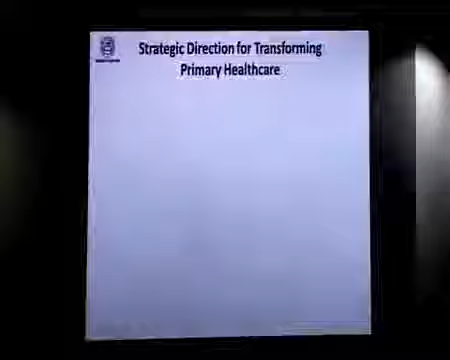 Strategic Direction for Transforming
Primary Healthcare